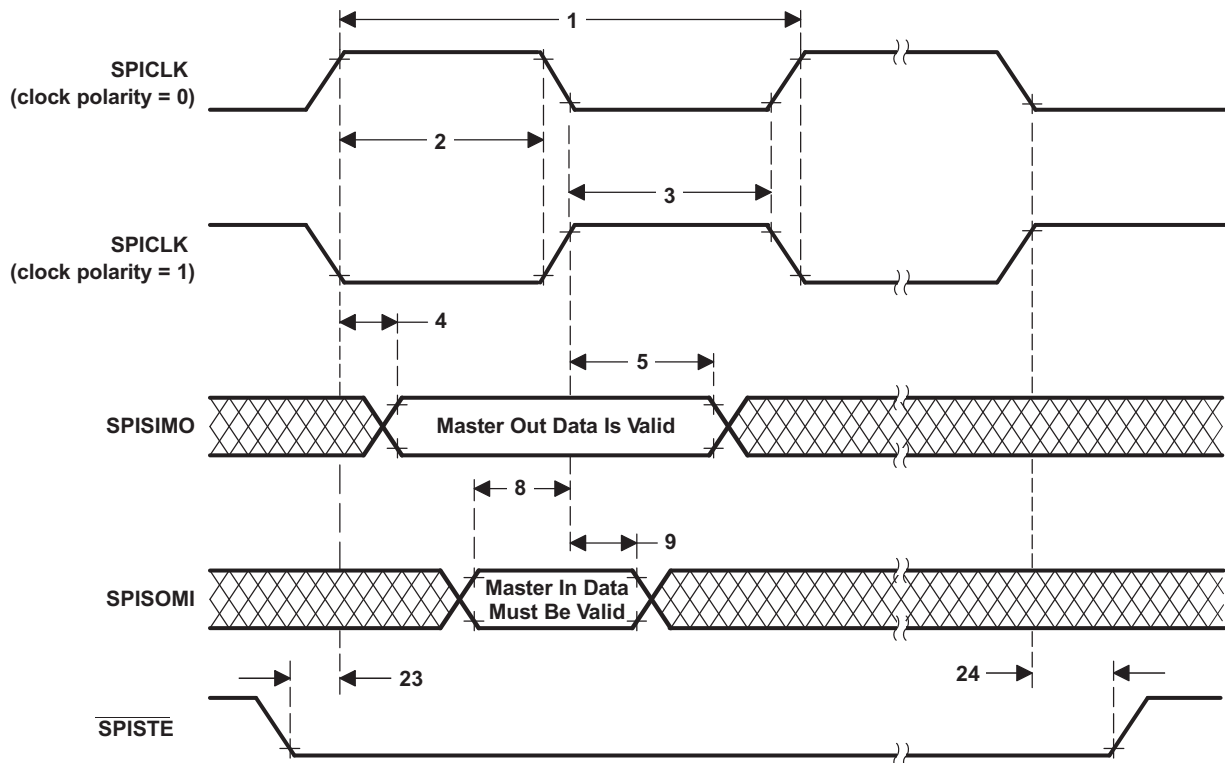 1
SPICLK
(clock polarity = 0)
2
3
SPICLK
(clock polarity = 1)
4
5
SPISIMO
Master Out Data Is Valid
8
9
SPISOMI
Master In Data
Must Be Valid
23
24
SPISTE